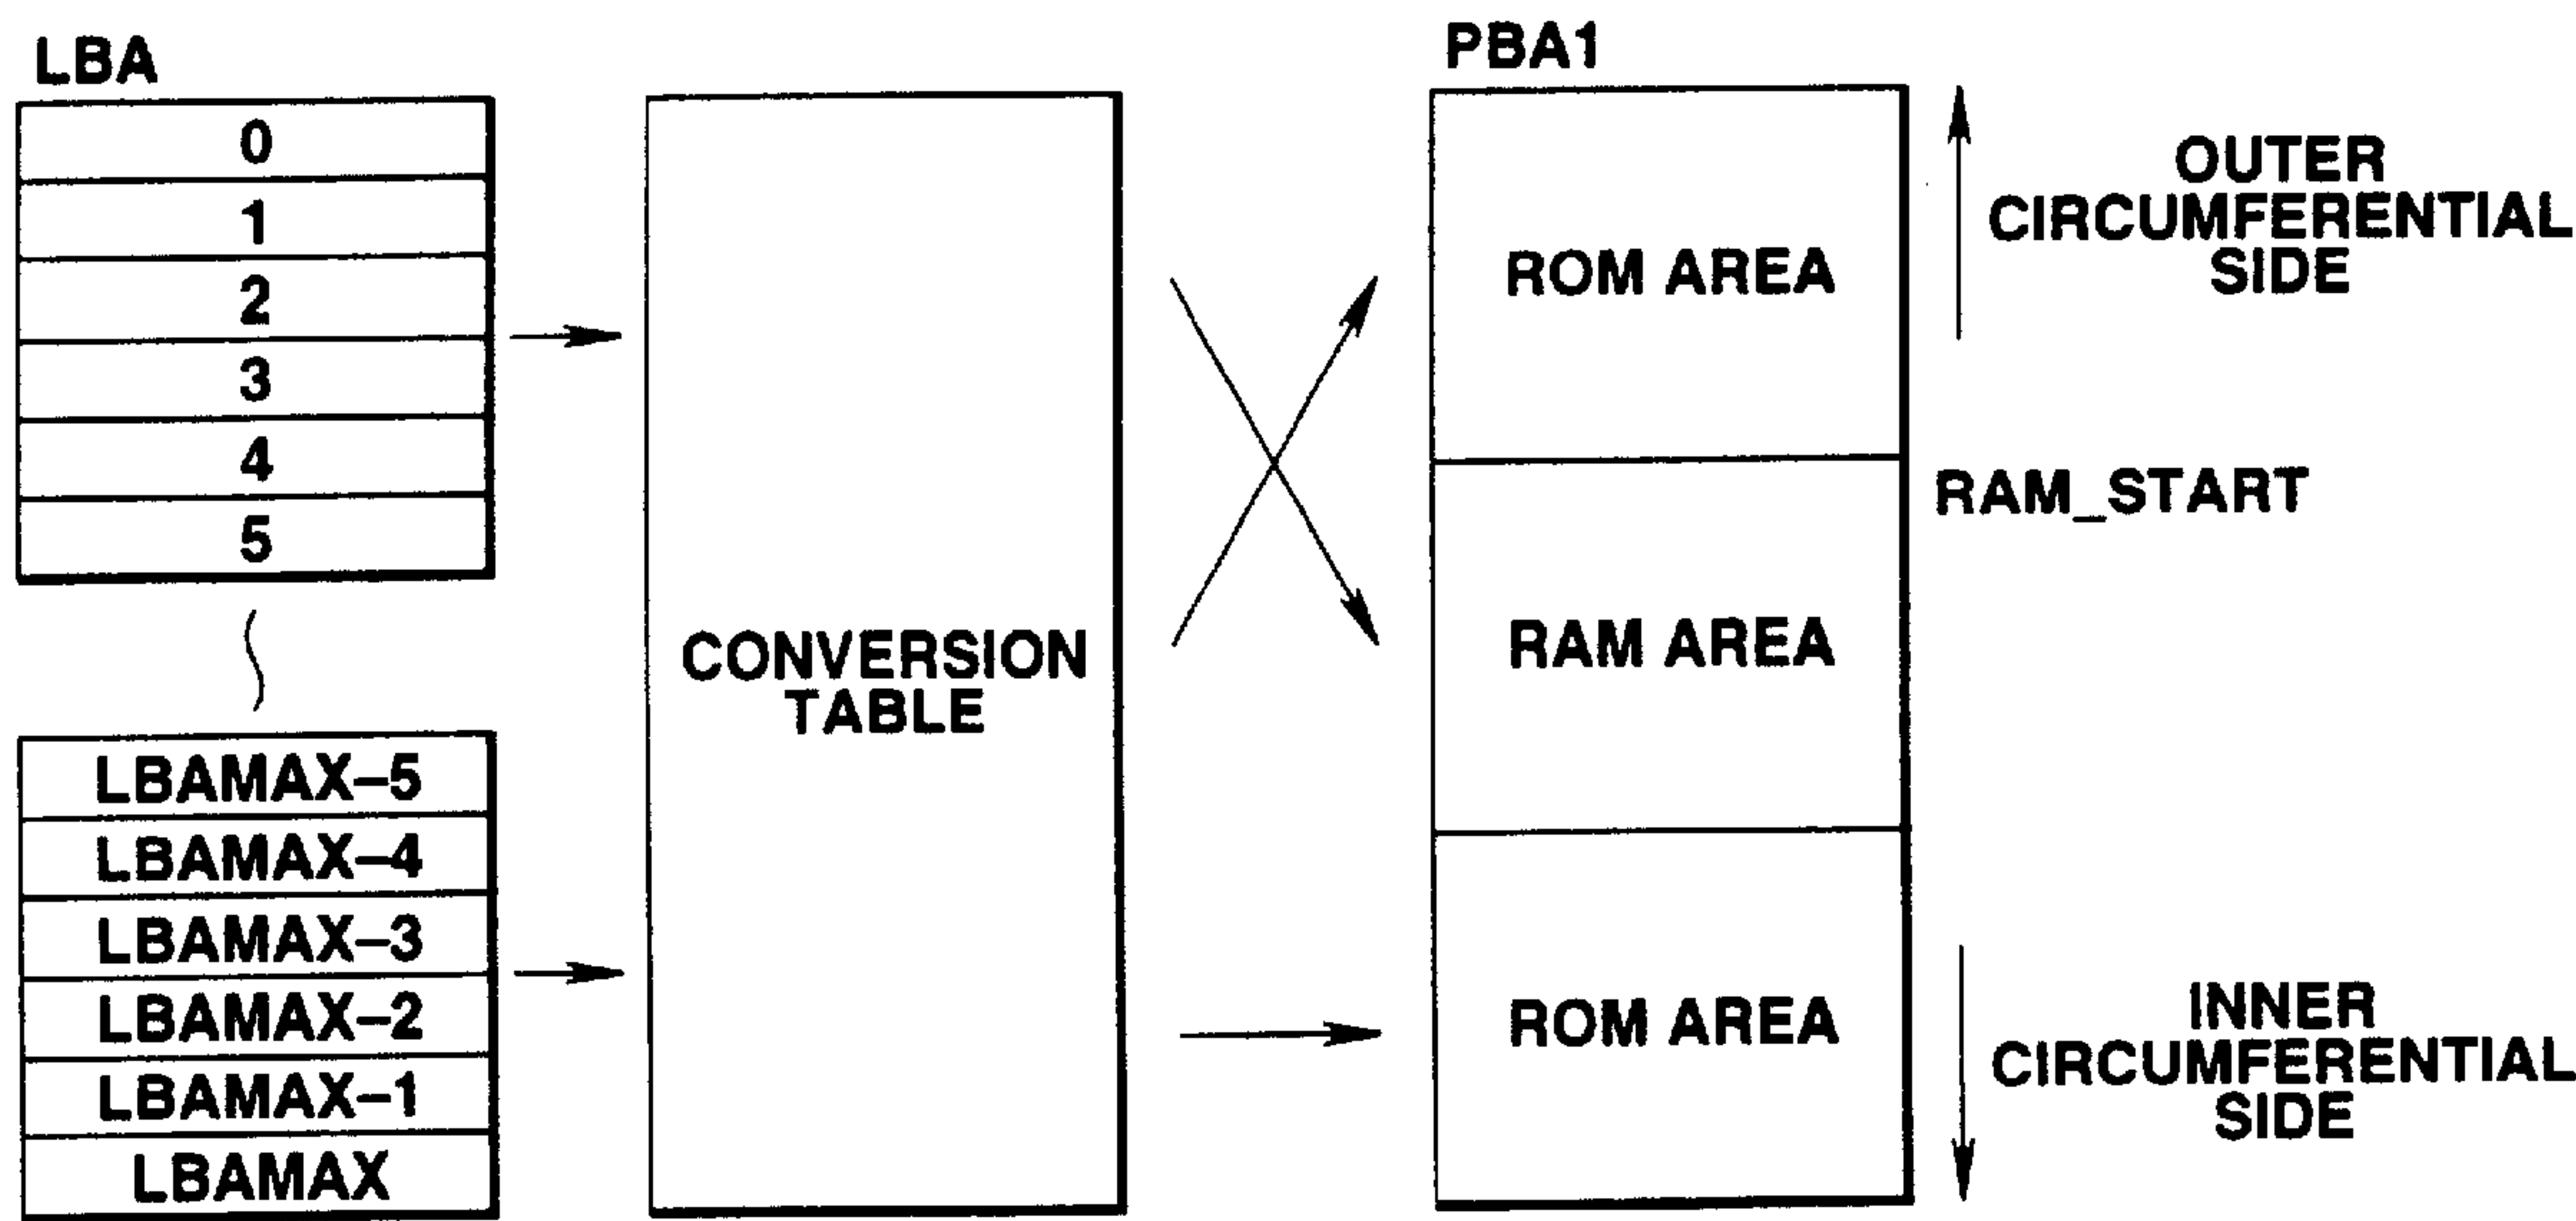 LBA
0
1
2
3
4
5
LBAMAX–5
LBAMAX–4
LBAMAX–3
LBAMAX–2
LBAMAX–1
LBAMAX
CONVERSION
TABLE
PBA1
ROM AREA
RAM AREA
ROM AREA
OUTER
CIRCUMFERENTIAL
SIDE
RAM_START
INNER
CIRCUMFERENTIAL
SIDE